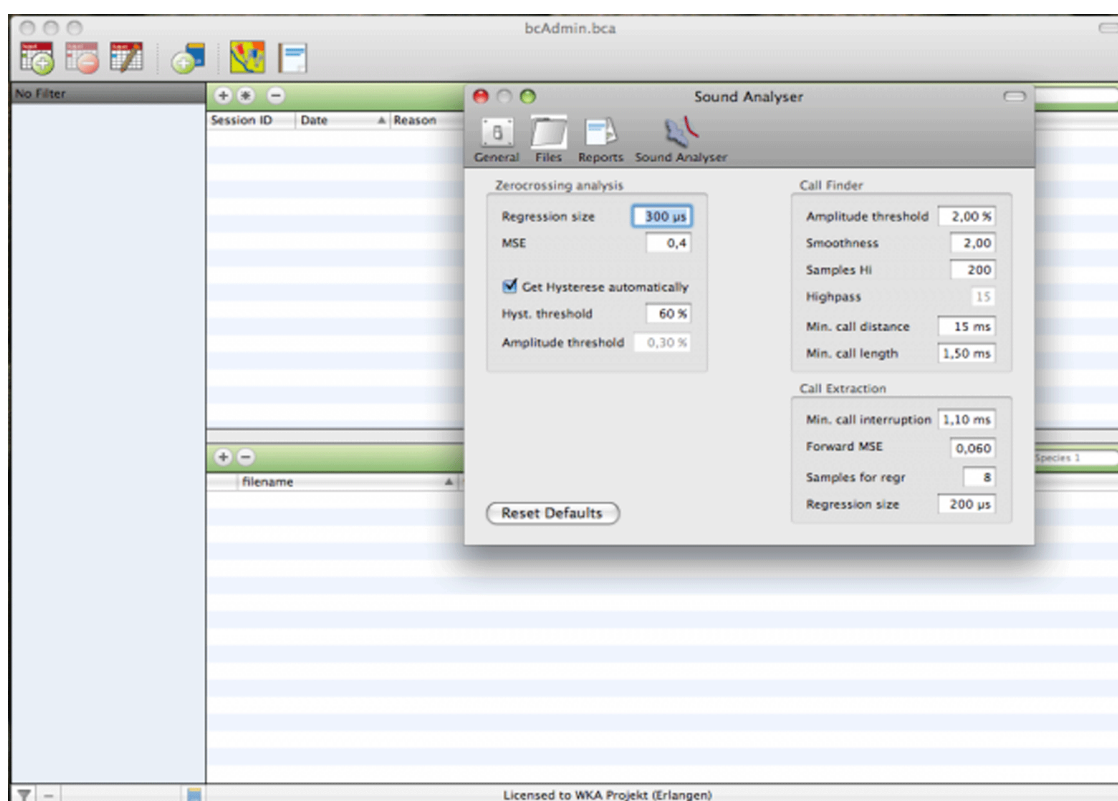 bcAdmin.bca
No Filter
Session ID Date Reason
Sound Analyser
General Files Reports Sound Analyser
Zerocrossing analysis
Regression size 300 µs
MSE 0,4
Get Hysterese automatically
Hyst. threshold 60 %
Amplitude threshold 0,30 %
Reset Defaults
Call Finder
Amplitude threshold 2,00 %
Smoothness 2,00
Samples Hi 200
Highpass 15
Min. call distance 15 ms
Min. call length 1,50 ms
Call Extraction
Min. call interruption 1,10 ms
Forward MSE 0,060
Samples for regr 8
Regression size 200 µs
Species 1
filename
Licensed to WKA Projekt (Erlangen)